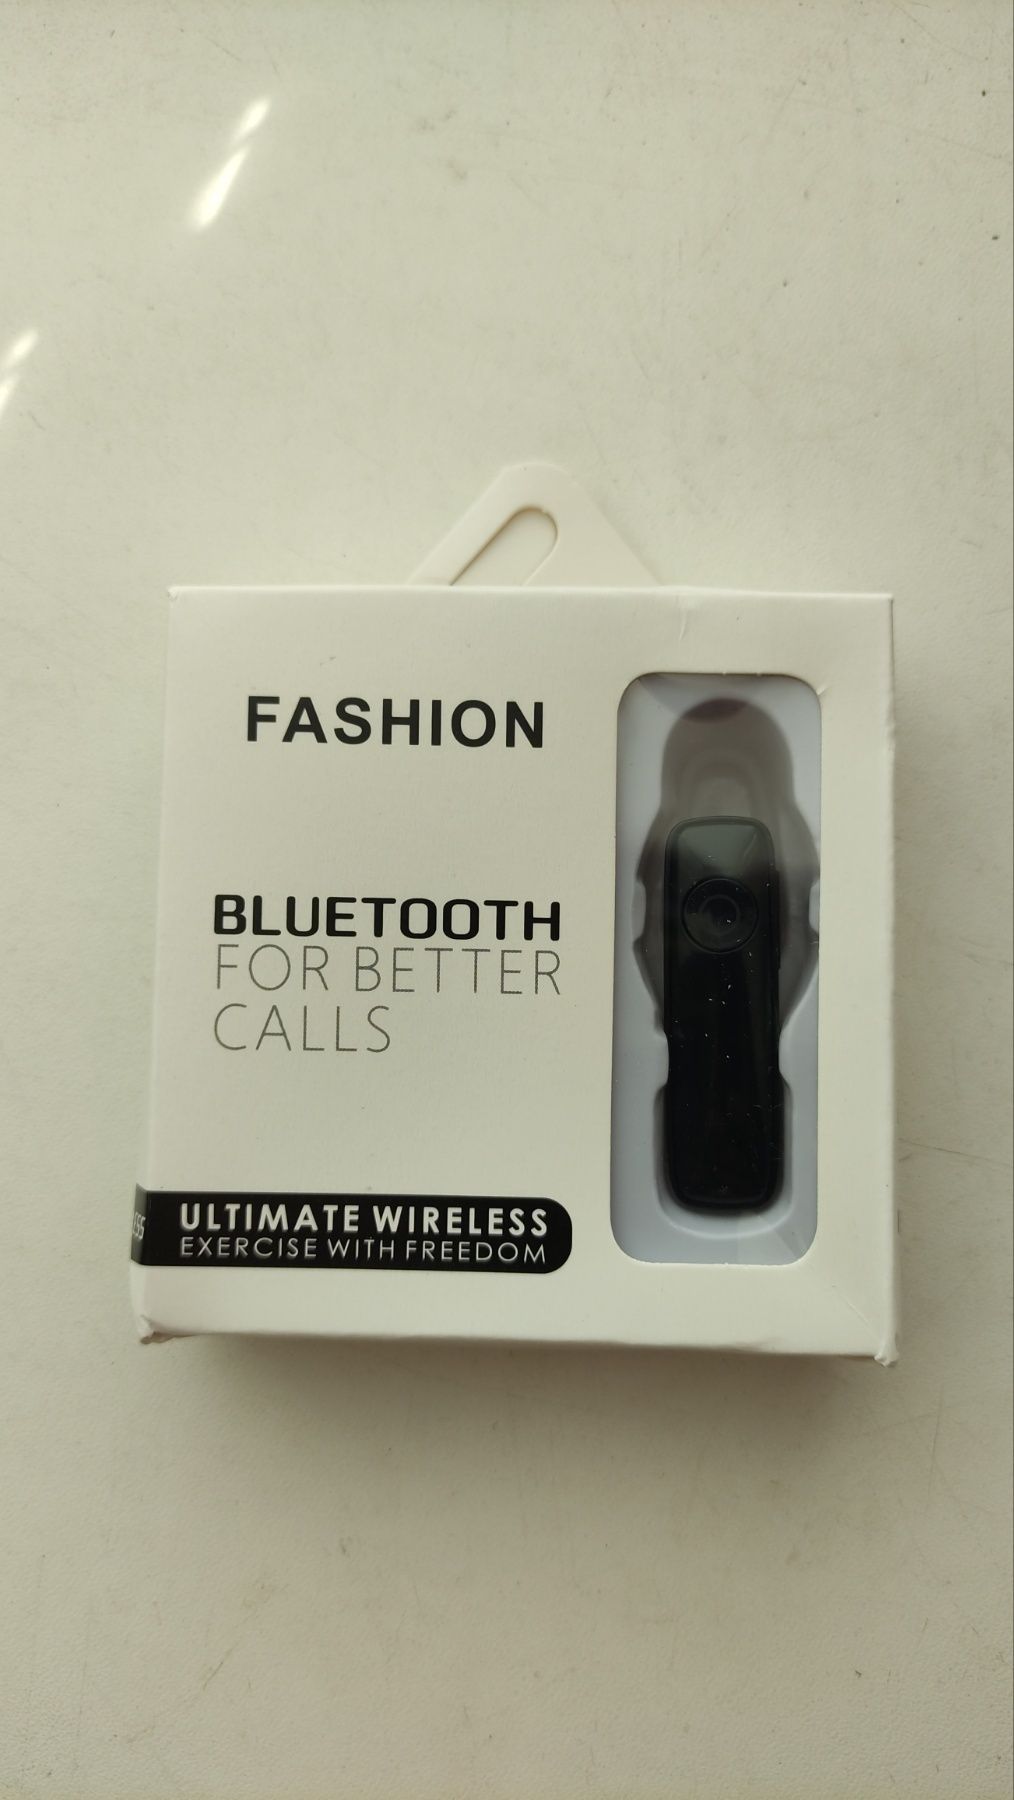 FASHION
BLUETOOTH
FOR BETTER
CALLS
ULTIMATE WIRELESS
EXERCISE WITH FREEDOM